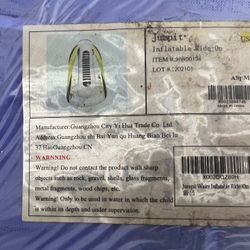 Jumpit
US
Inflatable Ride-On
LOT #:202101
Manufacturer:Guangzhou City Yi Hua Trade Co. Ltd.
Address:Guangzhou shi Bai Yun qu Huang Bian Bei lu
37 HaoGuangzhou,CN
WARNING
Warning! Do not contact the product with sharp
objects such as rock, gravel, shells, glass fragments,
metal fragments, wood chips, etc.
Warning! Only to be used in water in which the child
is within its depth and under supervision.
Jumpit Water Inflatable Ride-On